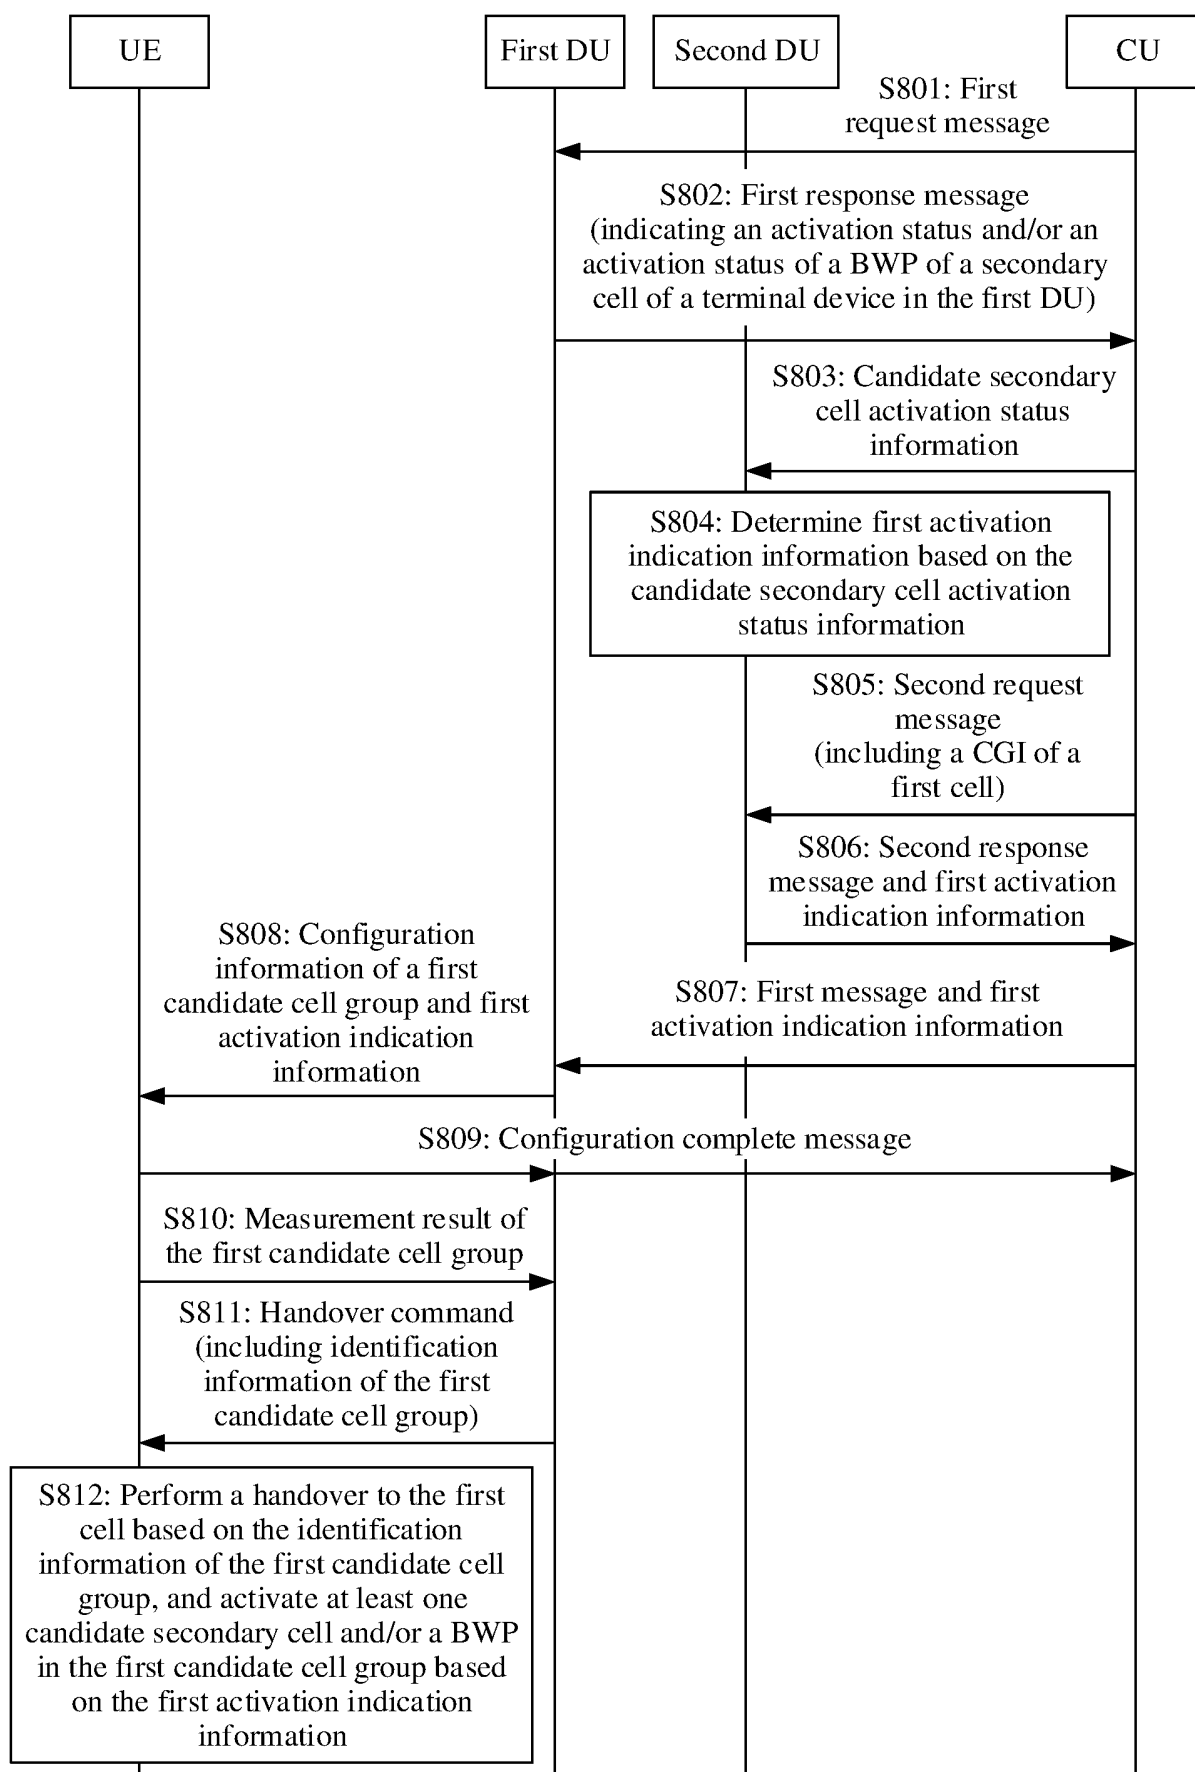 UE
First DU
Second DU
CU
S801: First
request message
S802: First response message
(indicating an activation status and/or an
activation status of a BWP of a secondary
cell of a terminal device in the first DU)
S803: Candidate secondary
cell activation status
information
S804: Determine first activation
indication information based on the
candidate secondary cell activation
status information
S805: Second request
message
(including a CGI of a
first cell)
S806: Second response
message and first activation
indication information
S807: First message and first
activation indication information
S808: Configuration
information of a first
candidate cell group and first
activation indication
information
S809: Configuration complete message
S810: Measurement result of
the first candidate cell group
S811: Handover command
(including identification
information of the first
candidate cell group)
S812: Perform a handover to the first
cell based on the identification
information of the first candidate cell
group, and activate at least one
candidate secondary cell and/or a BWP
in the first candidate cell group based
on the first activation indication
information